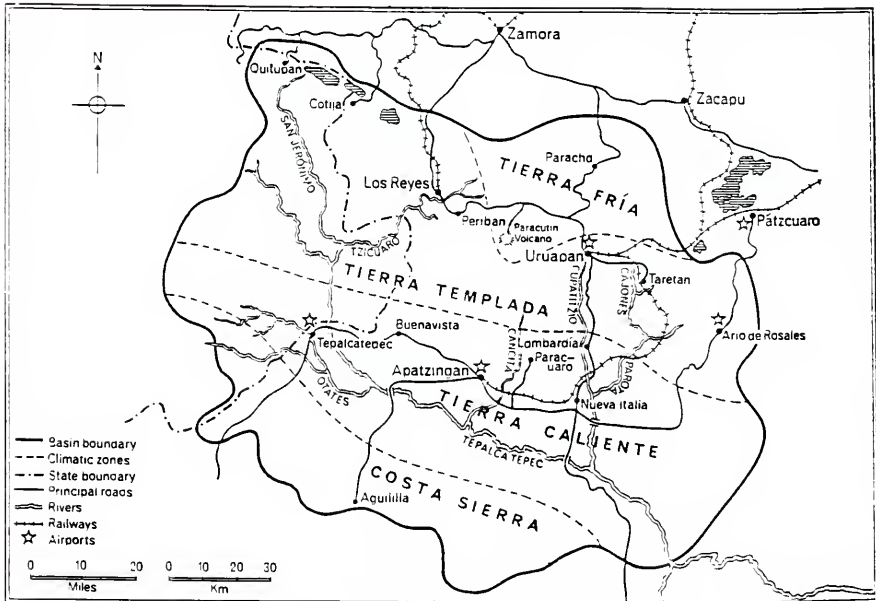 Zamora
N
Quitupan
Cotija
Zacapu
SAN JERÓNIMO
Paracho
TIERRA FRÍA
Los Reyes
Periban
Paracutin
Volcano
Pátzcuaro
TZICUARO
Uruapan
Taretan
CUPATITZIO
CAJONES
TIERRA TEMPLADA
Buenavista
Tepalcatepec
CANCITA
Lombardia
Parac-
uaro
Ario de Rosales
Apatzingan
PAROTA
OTATES
Nueva Italia
TIERRA CALIENTE
TEPALCATEPEC
COSTA SIERRA
Aguililla
Basin boundary
Climatic zones
State boundary
Principal roads
Rivers
Railways
Airports
0 10 20
Miles
0 10 20 30
Km